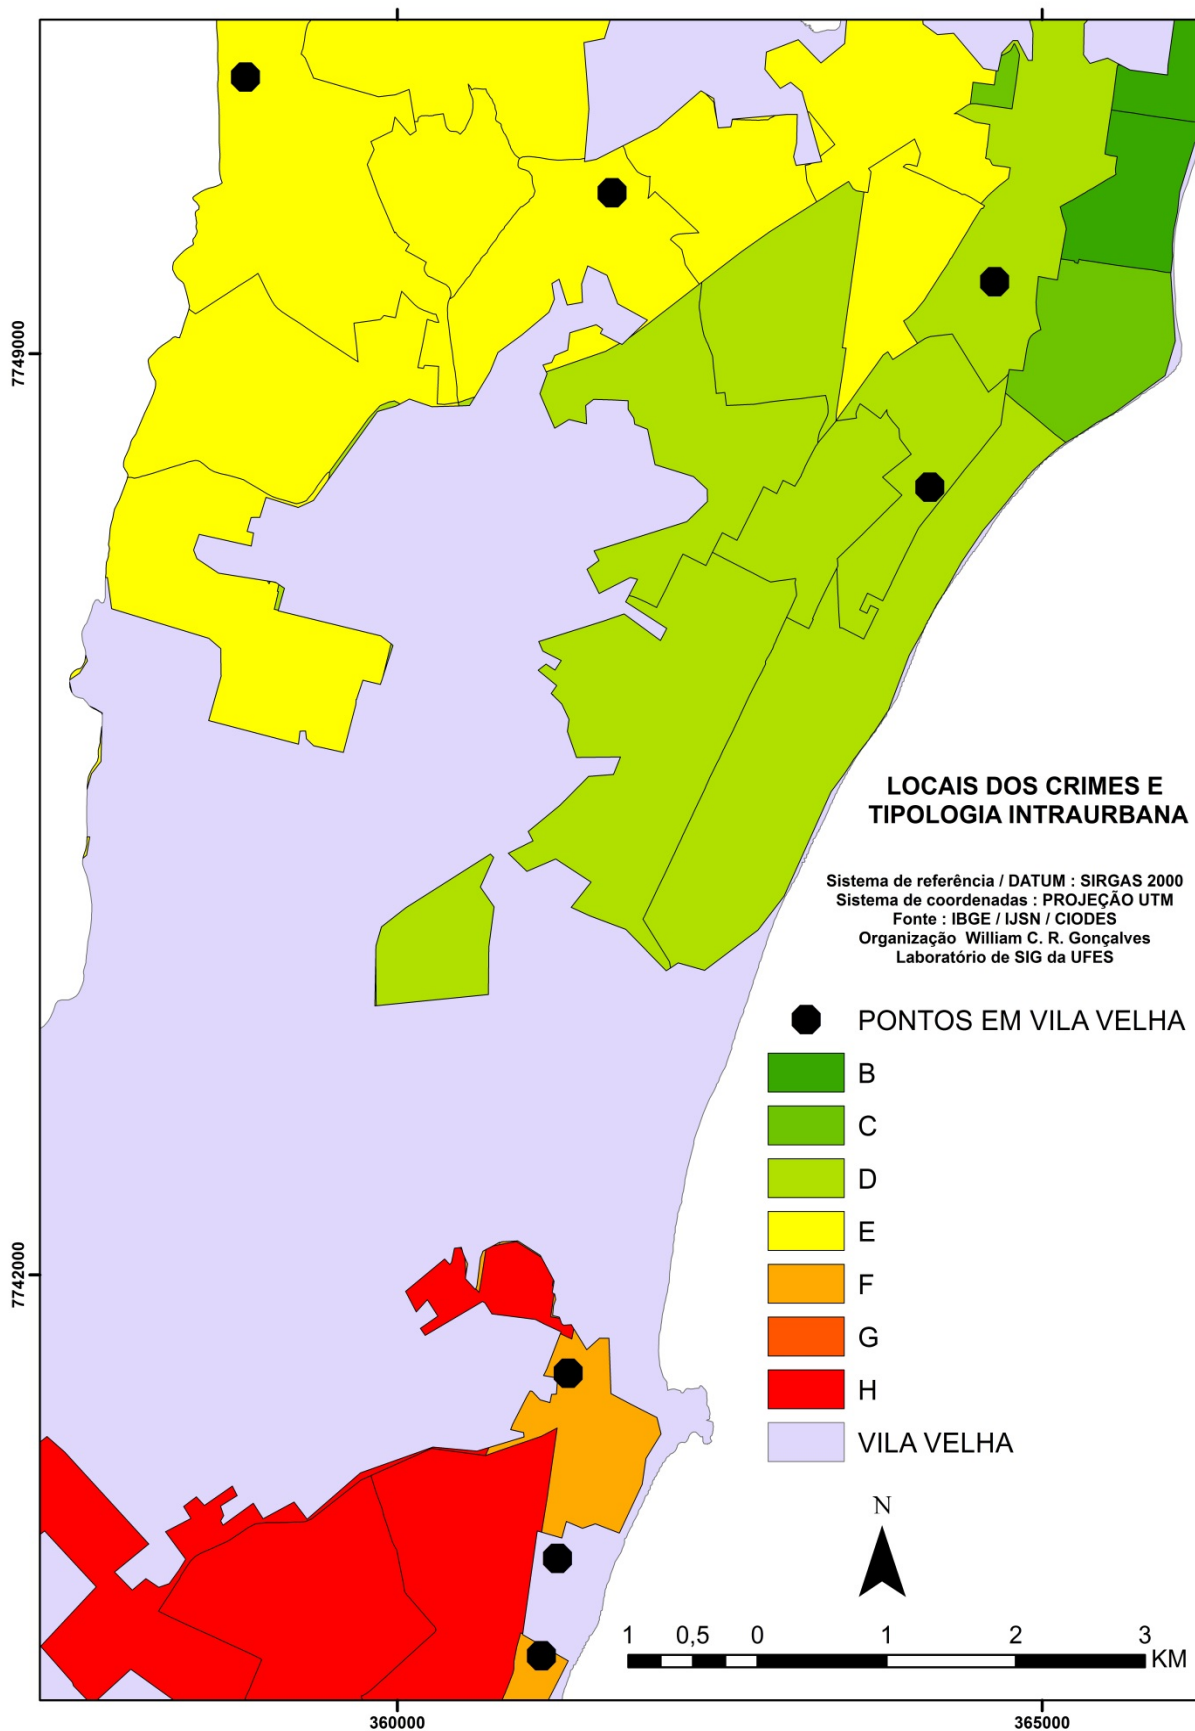 7749000
7742000
LOCAIS DOS CRIMES E
TIPOLOGIA INTRAURBANA
Sistema de referência / DATUM : SIRGAS 2000
Sistema de coordenadas : PROJEÇÃO UTM
Fonte : IBGE / IJSN / CIODES
Organização William C. R. Gonçalves
Laboratório de SIG da UFES
PONTOS EM VILA VELHA
B
C
D
E
F
G
H
VILA VELHA
N
1 0,5 0 1 2 3
KM
360000 365000